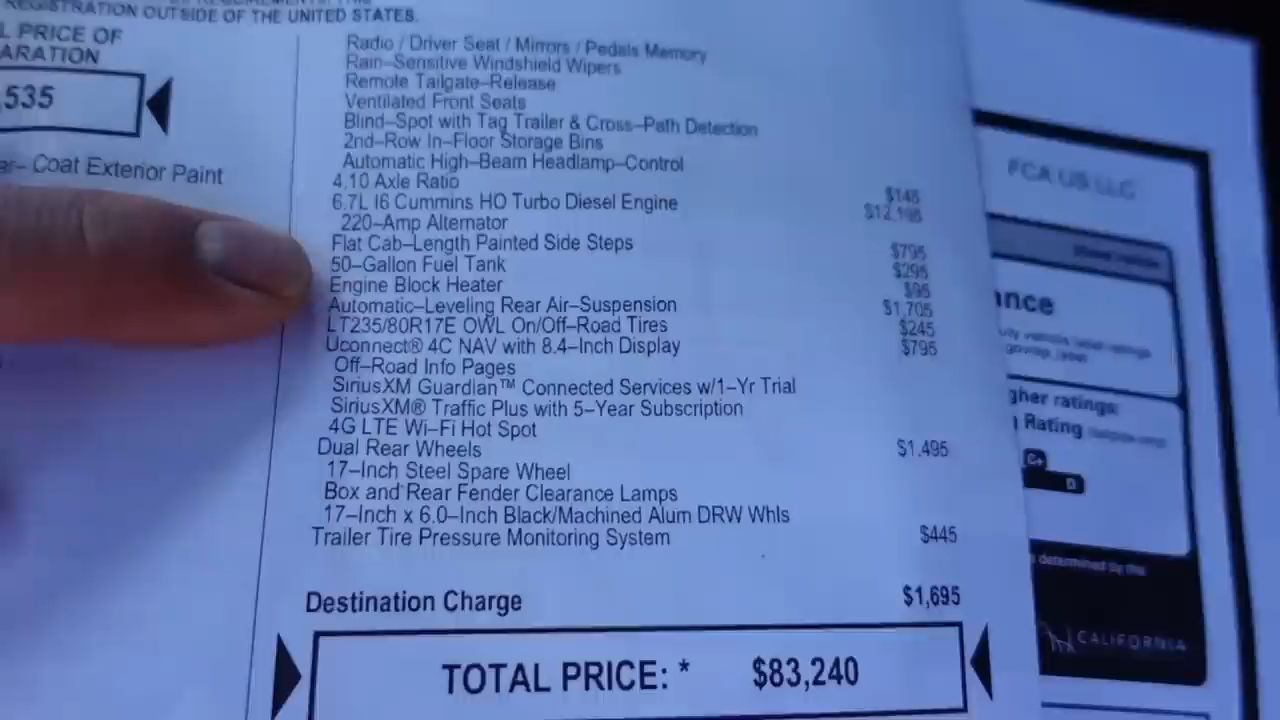 REGISTRATION OUTSIDE OF THE UNITED STATES.
PRICE OF
ARATION
,535
Coat Exterior Paint
Radio / Driver Seat / Mirrors / Pedals Memory
Rain–Sensitive Windshield Wipers
Remote Tailgate–Release
Ventilated Front Seats
Blind–Spot with Tag Trailer & Cross–Path Detection
2nd–Row In–Floor Storage Bins
Automatic High–Beam Headlamp–Control
4.10 Axle Ratio $148
6.7L I6 Cummins HO Turbo Diesel Engine $12,195
220–Amp Alternator
Flat Cab–Length Painted Side Steps $795
50–Gallon Fuel Tank $295
Engine Block Heater $95
Automatic–Leveling Rear Air–Suspension $1,705
LT235/80R17E OWL On/Off–Road Tires $245
Uconnect® 4C NAV with 8.4–Inch Display $795
Off–Road Info Pages
SiriusXM Guardian™ Connected Services w/1–Yr Trial
SiriusXM® Traffic Plus with 5–Year Subscription
4G LTE Wi–Fi Hot Spot
Dual Rear Wheels $1,495
17–Inch Steel Spare Wheel
Box and Rear Fender Clearance Lamps
17–Inch x 6.0–Inch Black/Machined Alum DRW Whls
Trailer Tire Pressure Monitoring System $445
Destination Charge $1,695
TOTAL PRICE: * $83,240
FCA US LLC
gher ratings
Rating
determined by the
CALIFORNIA